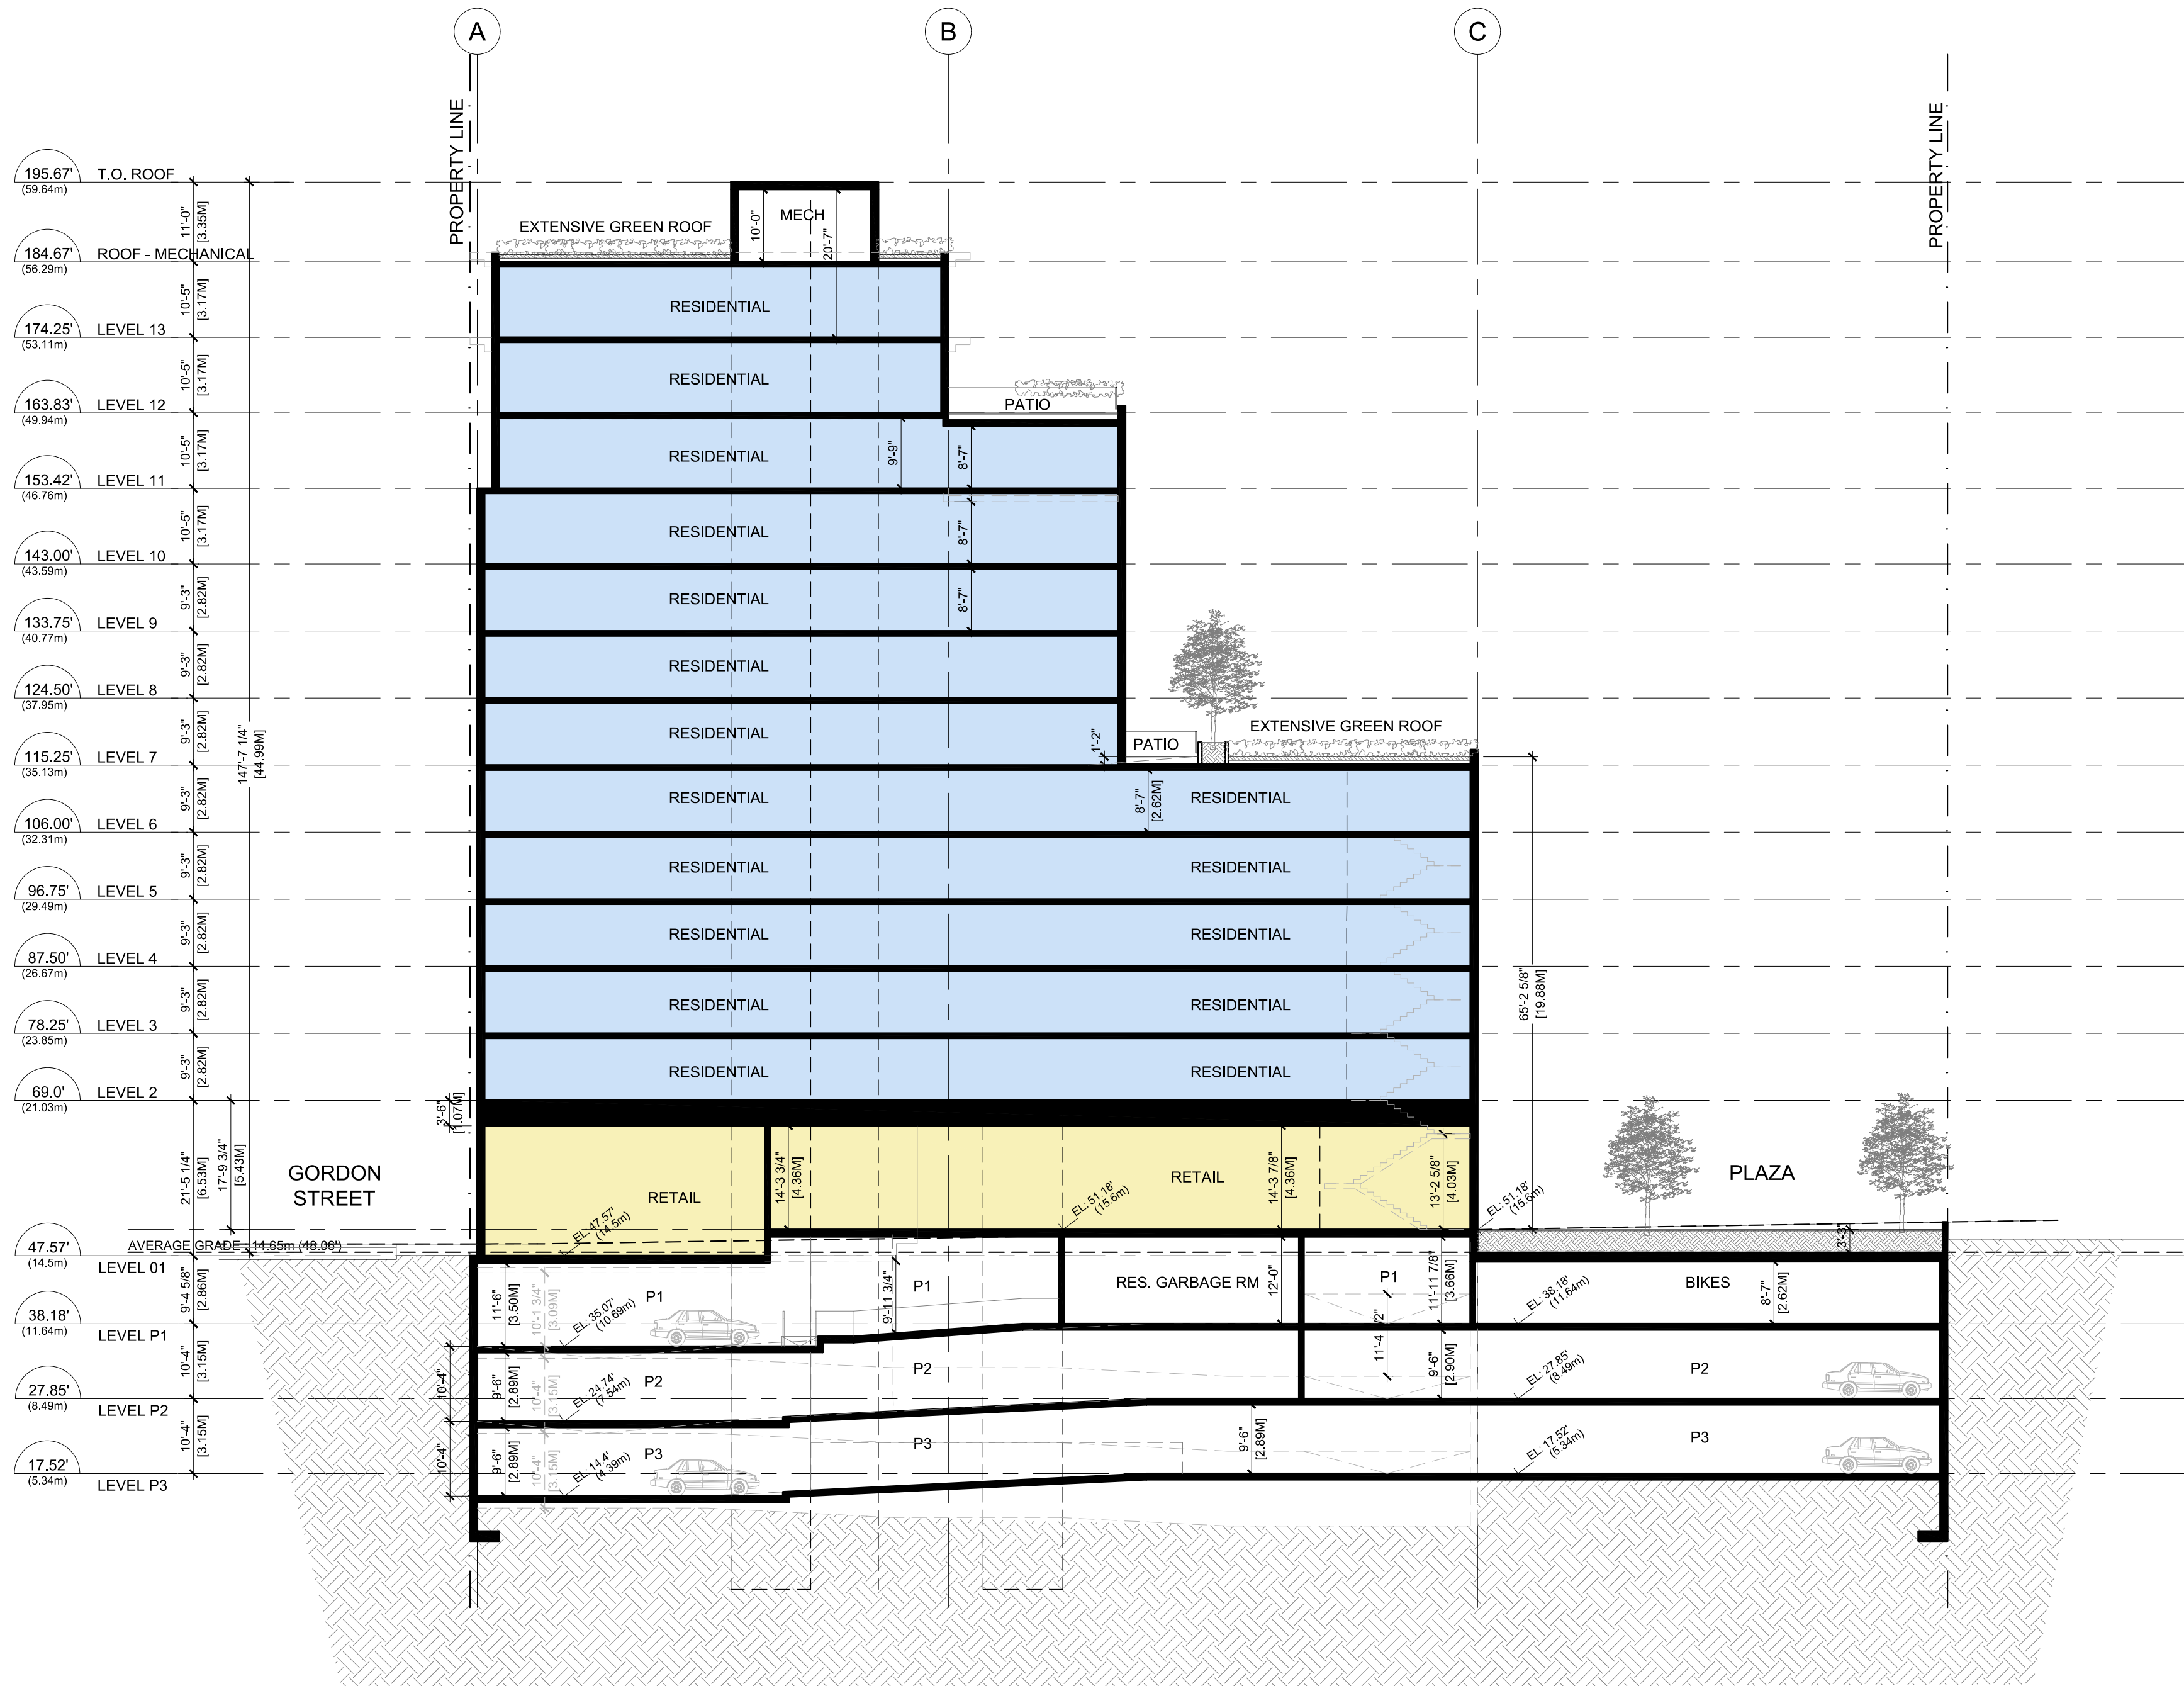 A
B
C
PROPERTY LINE
PROPERTY LINE
195.67' T.O. ROOF
(59.64m)
11'-0"
[3.35M]
EXTENSIVE GREEN ROOF
10'-0"
MECH
20'-7"
184.67' ROOF - MECHANICAL
(56.29m)
10'-5"
[3.17M]
RESIDENTIAL
174.25' LEVEL 13
(53.11m)
10'-5"
[3.17M]
RESIDENTIAL
PATIO
163.83' LEVEL 12
(49.94m)
10'-5"
[3.17M]
RESIDENTIAL
9'-9"
8'-7"
153.42' LEVEL 11
(46.76m)
10'-5"
[3.17M]
RESIDENTIAL
8'-7"
143.00' LEVEL 10
(43.59m)
9'-3"
[2.82M]
RESIDENTIAL
8'-7"
133.75' LEVEL 9
(40.77m)
9'-3"
[2.82M]
RESIDENTIAL
124.50' LEVEL 8
(37.95m)
9'-3"
[2.82M]
147'-7 1/4"
[44.99M]
RESIDENTIAL
1'-2"
PATIO
EXTENSIVE GREEN ROOF
115.25' LEVEL 7
(35.13m)
9'-3"
[2.82M]
RESIDENTIAL
8'-7"
[2.62M]
RESIDENTIAL
106.00' LEVEL 6
(32.31m)
9'-3"
[2.82M]
RESIDENTIAL
RESIDENTIAL
96.75' LEVEL 5
(29.49m)
9'-3"
[2.82M]
RESIDENTIAL
RESIDENTIAL
87.50' LEVEL 4
(26.67m)
9'-3"
[2.82M]
RESIDENTIAL
RESIDENTIAL
65'-2 5/8"
[19.88M]
78.25' LEVEL 3
(23.85m)
9'-3"
[2.82M]
RESIDENTIAL
RESIDENTIAL
69.0' LEVEL 2
(21.03m)
3'-6"
[1.07M]
21'-5 1/4"
[6.53M]
17'-9 3/4"
[5.43M]
GORDON
STREET
RETAIL
14'-3 3/4"
[4.36M]
RETAIL
14'-3 7/8"
[4.36M]
13'-2 5/8"
[4.03M]
PLAZA
EL: 47.57'
(14.5m)
EL: 51.18'
(15.6m)
EL: 51.18'
(15.6m)
3'-3"
AVERAGE GRADE : 14.65m (48.06')
47.57'
(14.5m)
LEVEL 01
9'-4 5/8"
[2.86M]
11'-6"
[3.50M]
10'-1 3/4"
[3.09M]
P1
EL: 35.07'
(10.69m)
9'-11 3/4"
P1
RES. GARBAGE RM
12'-0"
P1
11'-11 7/8"
[3.66M]
EL: 38.18'
(11.64m)
BIKES
8'-7"
[2.62M]
38.18'
(11.64m)
LEVEL P1
10'-4"
[3.15M]
10'-4"
9'-6"
[2.89M]
10'-4"
[3.15M]
P2
EL: 24.74'
(7.54m)
P2
9'-6"
[2.90M]
EL: 27.85'
(8.49m)
P2
27.85'
(8.49m)
LEVEL P2
10'-4"
[3.15M]
10'-4"
9'-6"
[2.89M]
10'-4"
[3.15M]
P3
EL: 14.4'
(4.39m)
P3
9'-6"
[2.89M]
EL: 17.52'
(5.34m)
P3
17.52'
(5.34m)
LEVEL P3